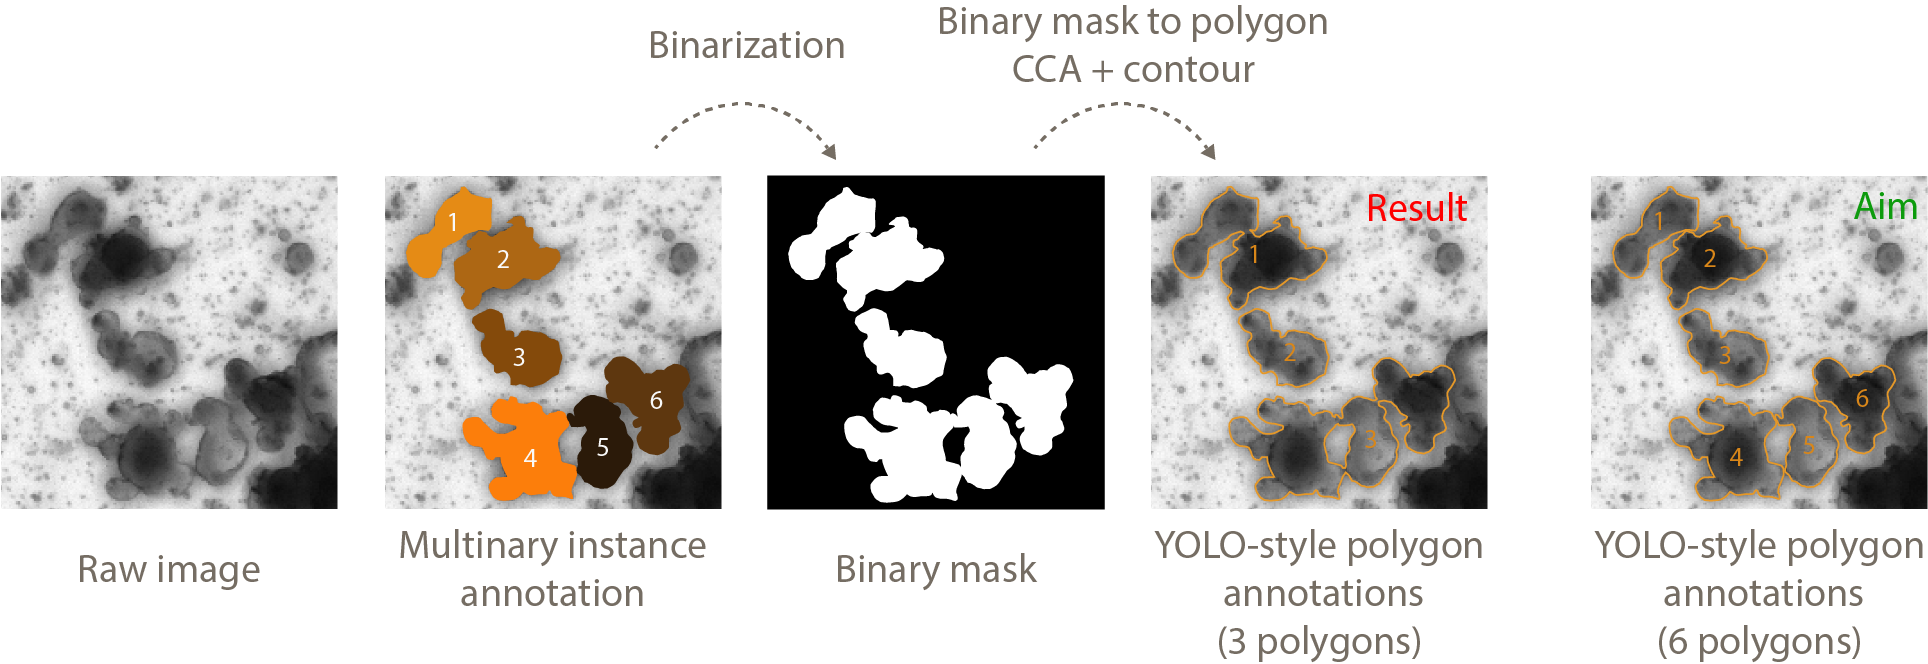 Binarization
Binary mask to polygon
CCA + contour
1
2
3
4
5
6
Result
1
2
3
Aim
1
2
3
4
5
6
Raw image
Multinary instance
annotation
Binary mask
YOLO-style polygon
annotations
(3 polygons)
YOLO-style polygon
annotations
(6 polygons)